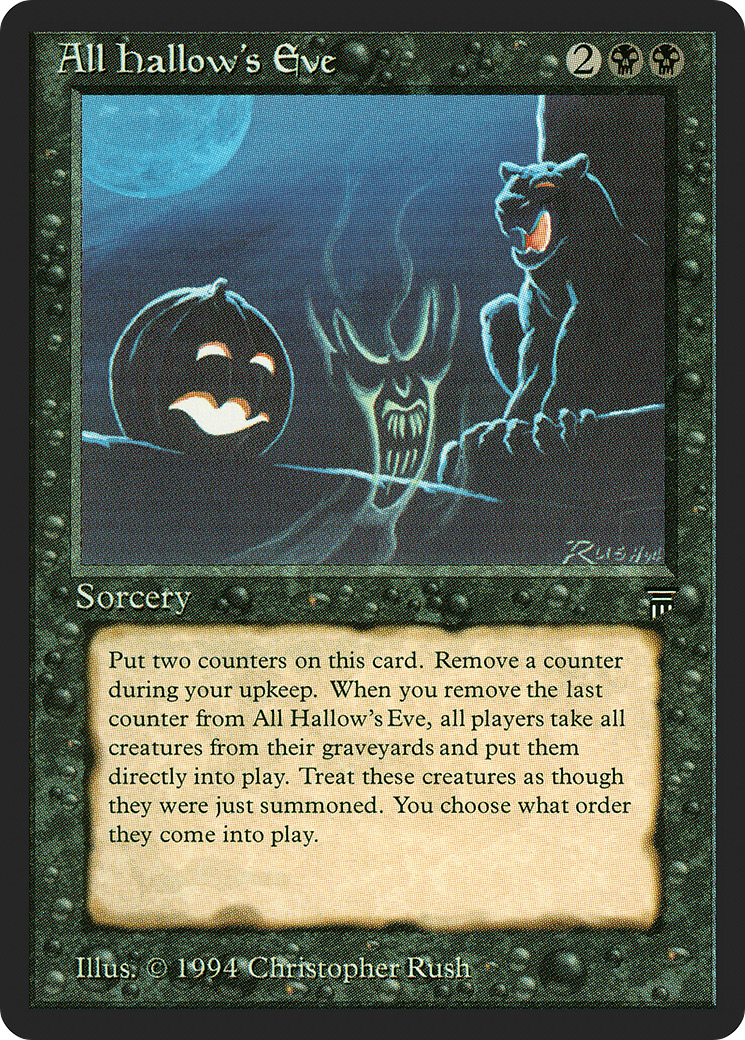 All Hallow's Eve 2
RUSH94
Sorcery
Put two counters on this card. Remove a counter
during your upkeep. When you remove the last
counter from All Hallow's Eve, all players take all
creatures from their graveyards and put them
directly into play. Treat these creatures as though
they were just summoned. You choose what order
they come into play.
Illus: © 1994 Christopher Rush